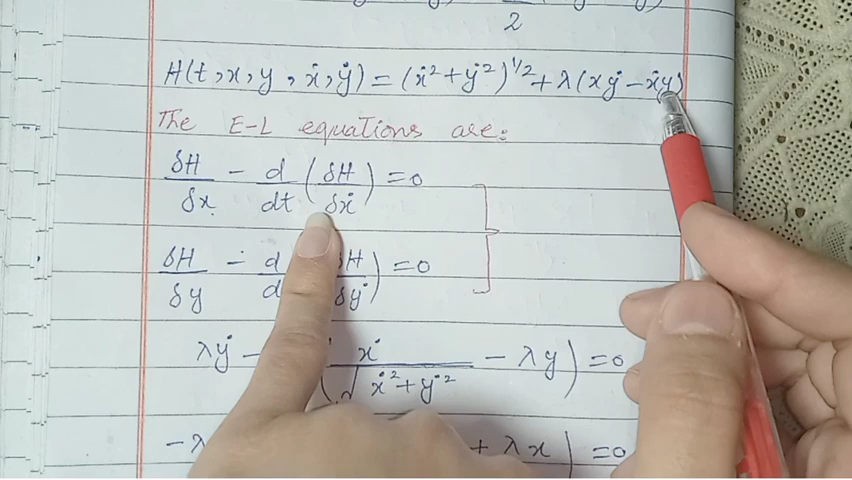 2
H(t, x, y, ẋ, ẏ) = (ẋ² + ẏ²)^1/2 + λ(xẏ - ẋy)
The E-L equations are:
δH/δx - d/dt (δH/δẋ) = 0
δH/δy - d/d δH/δẏ) = 0
λẏ - ẋ/√ẋ²+ẏ² - λy) = 0
-λ + λx) = 0